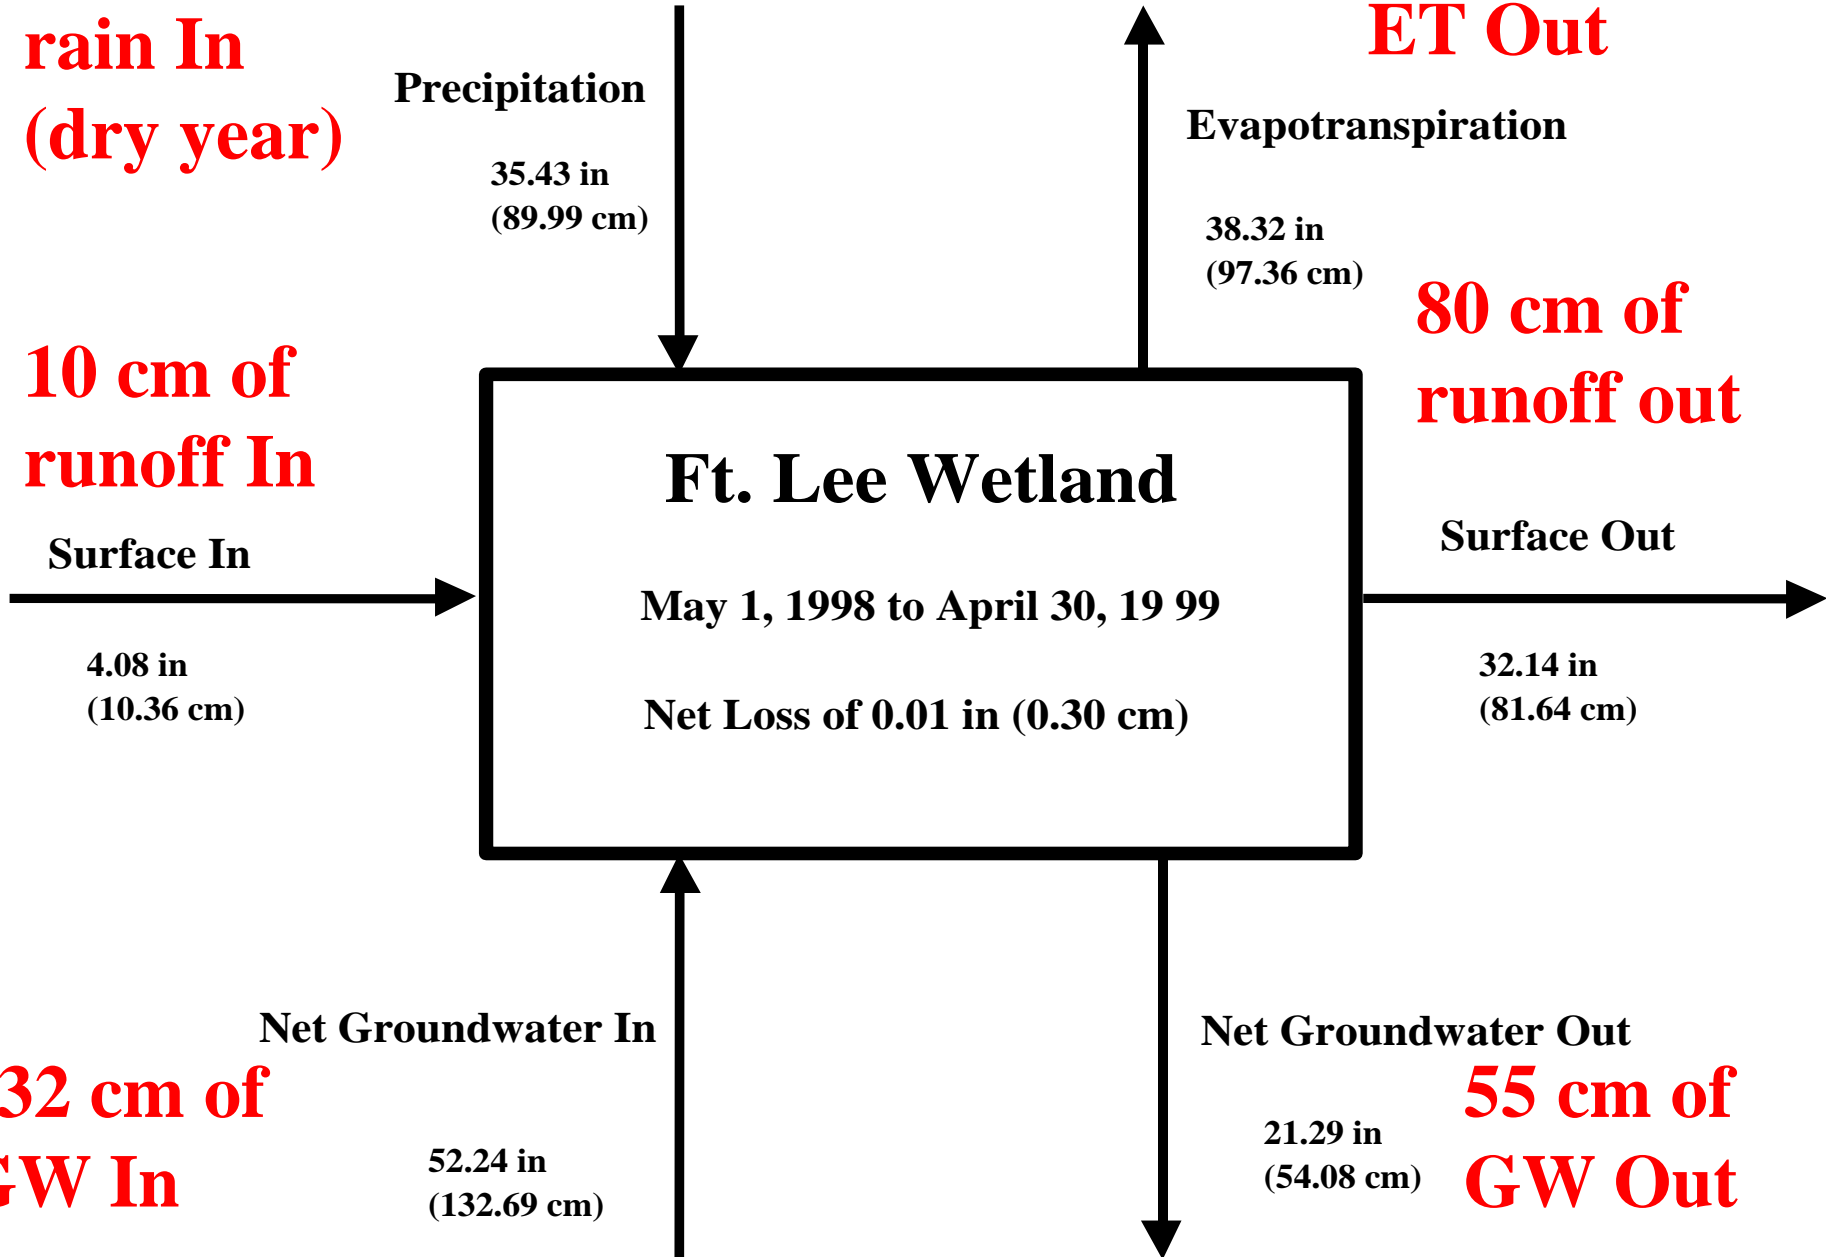 rain In
(dry year)
Precipitation
35.43 in
(89.99 cm)
ET Out
Evapotranspiration
38.32 in
(97.36 cm)
10 cm of
runoff In
80 cm of
runoff out
Surface In
4.08 in
(10.36 cm)
Ft. Lee Wetland
May 1, 1998 to April 30, 19 99
Net Loss of 0.01 in (0.30 cm)
Surface Out
32.14 in
(81.64 cm)
Net Groundwater In
32 cm of
GW In
52.24 in
(132.69 cm)
Net Groundwater Out
21.29 in
(54.08 cm)
55 cm of
GW Out